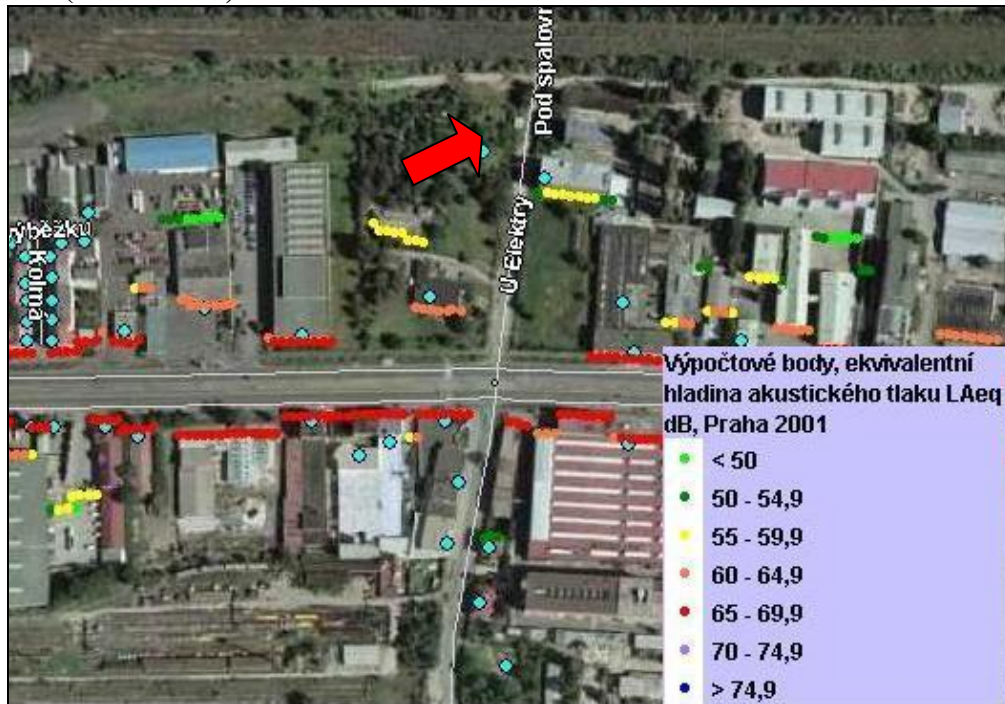 Pod spalovr
U Elektry
výběžku
Kolmá
Výpočtové body, ekvivalentní
hladina akustického tlaku LAeq
dB, Praha 2001
< 50
50 - 54,9
55 - 59,9
60 - 64,9
65 - 69,9
70 - 74,9
> 74,9